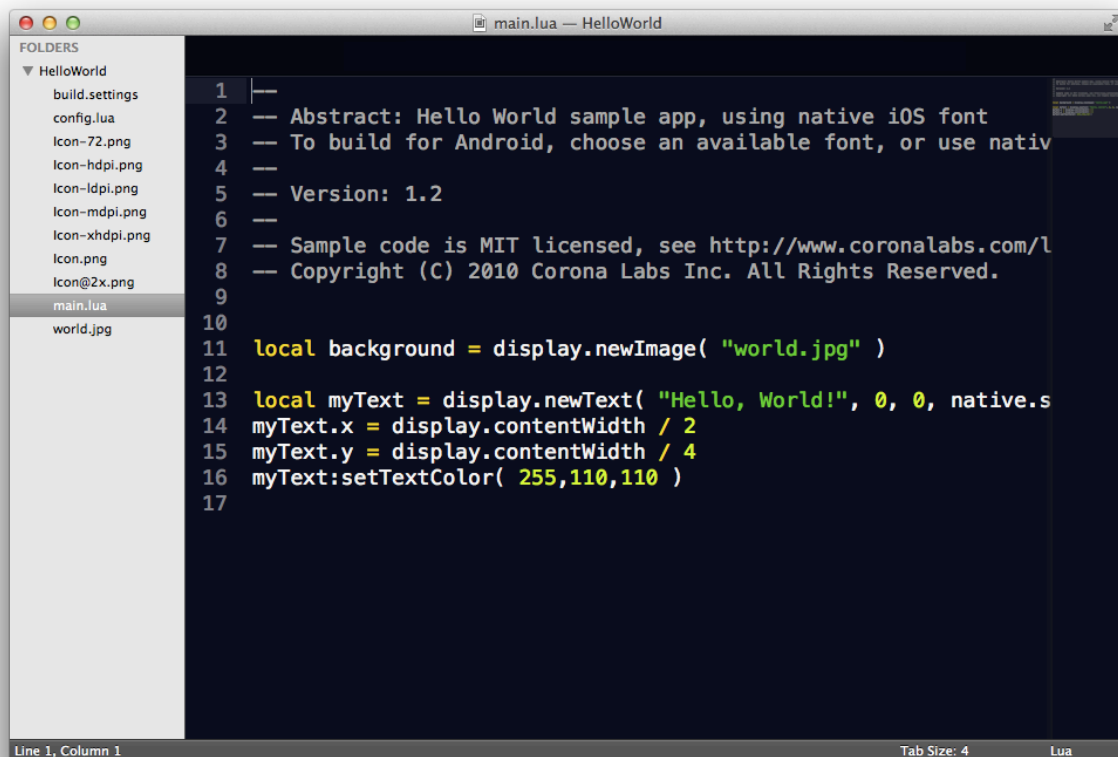 main.lua — HelloWorld
FOLDERS
HelloWorld
build.settings
config.lua
Icon-72.png
Icon-hdpi.png
Icon-ldpi.png
Icon-mdpi.png
Icon-xhdpi.png
Icon.png
Icon@2x.png
main.lua
world.jpg
1 --
2 -- Abstract: Hello World sample app, using native iOS font
3 -- To build for Android, choose an available font, or use nativ
4 --
5 -- Version: 1.2
6 --
7 -- Sample code is MIT licensed, see http://www.coronalabs.com/l
8 -- Copyright (C) 2010 Corona Labs Inc. All Rights Reserved.
9
10
11 local background = display.newImage( "world.jpg" )
12
13 local myText = display.newText( "Hello, World!", 0, 0, native.s
14 myText.x = display.contentWidth / 2
15 myText.y = display.contentWidth / 4
16 myText:setTextColor( 255,110,110 )
17
Line 1, Column 1
Tab Size: 4
Lua